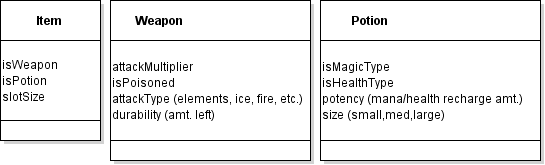 Item
isWeapon
isPotion
slotSize
Weapon
attackMultiplier
isPoisoned
attackType (elements, ice, fire, etc.)
durability (amt. left)
Potion
isMagicType
isHealthType
potency (mana/health recharge amt.)
size (small,med,large)